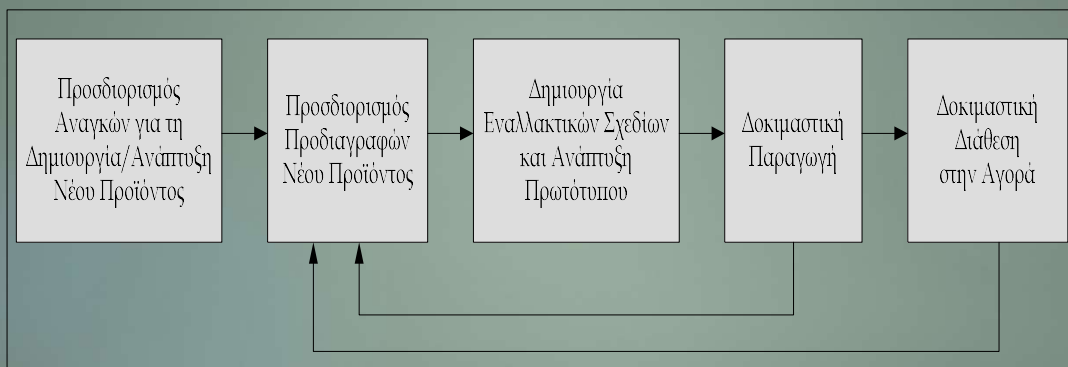 Προσδιορισμός
Αναγκών για τη
Δημιουργία/Ανάπτυξη
Νέου Προϊόντος
Προσδιορισμός
Προδιαγραφών
Νέου Προϊόντος
Δημιουργία
Εναλλακτικών Σχεδίων
και Ανάπτυξη
Πρωτότυπου
Δοκιμαστική
Παραγωγή
Δοκιμαστική
Διάθεση
στην Αγορά